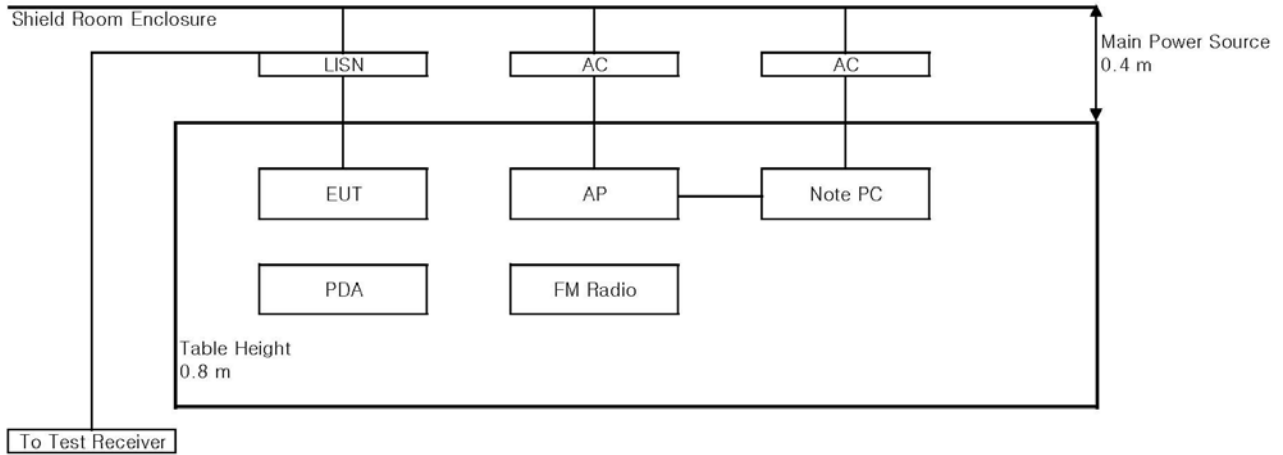 Shield Room Enclosure
Main Power Source
0.4 m
LISN
AC
AC
EUT
AP
Note PC
PDA
FM Radio
Table Height
0.8 m
To Test Receiver